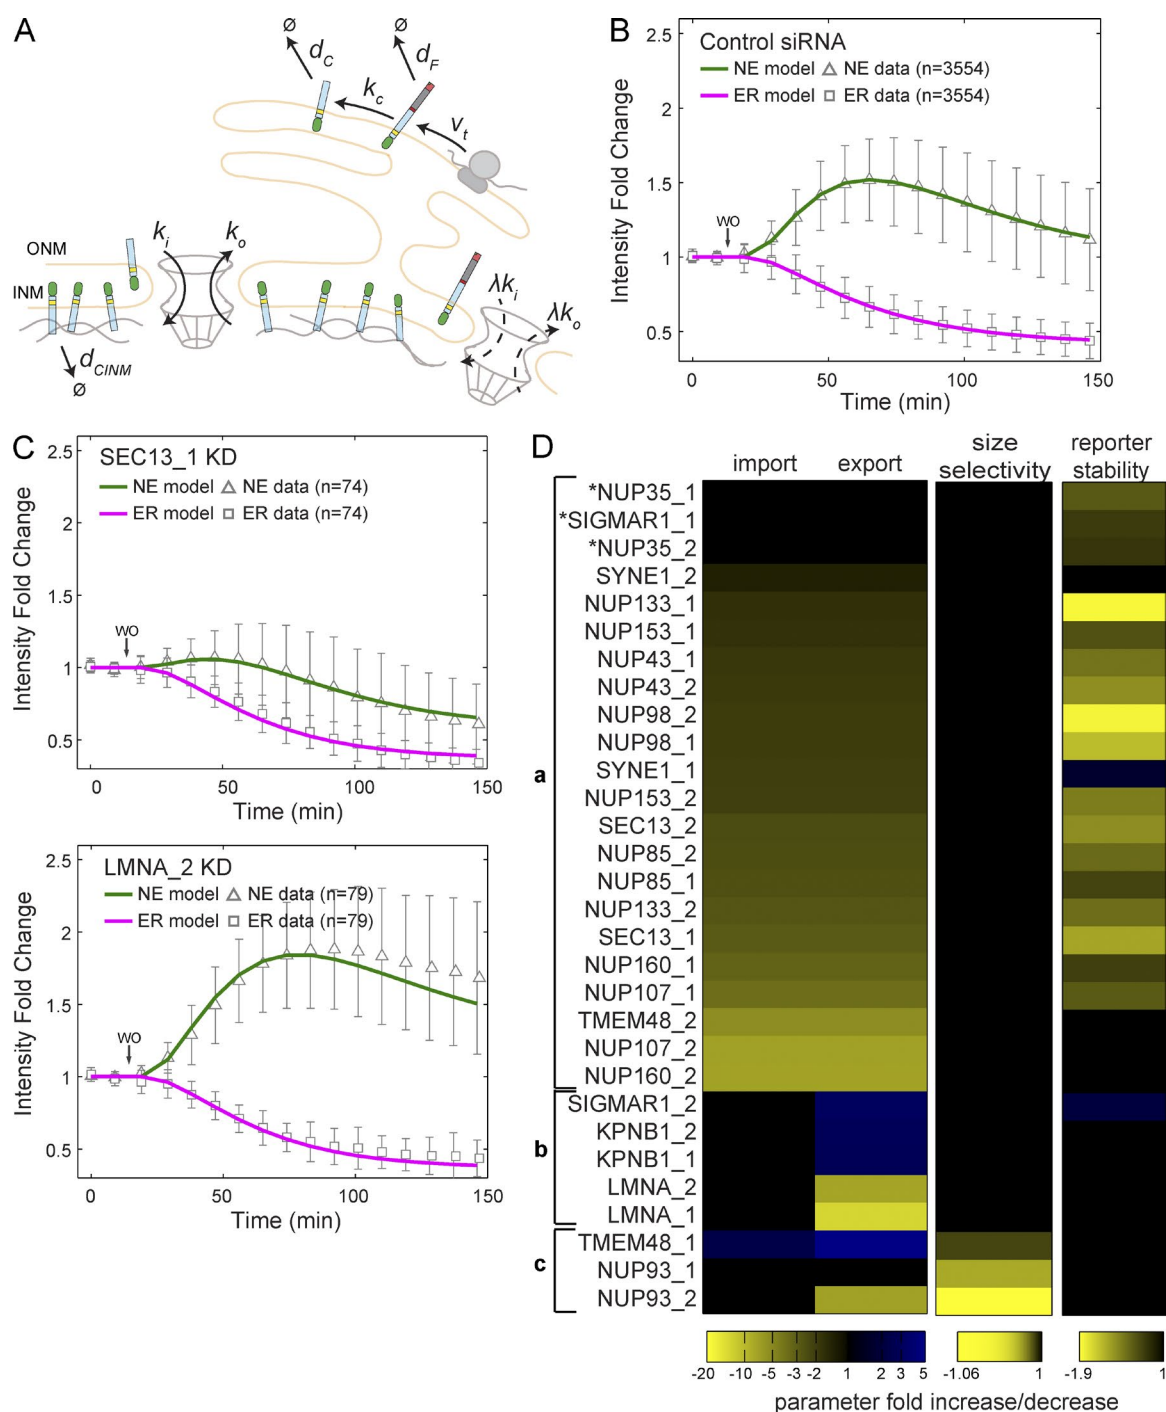 A
Ø
Ø
d_C
d_F
k_c
v_t
ONM
INM
k_i
k_o
λk_i
λk_o
d_CINM
Ø
B
Control siRNA
NE model NE data (n=3554)
ER model ER data (n=3554)
WO
Intensity Fold Change
2.5
2
1.5
1
0.5
0
50
100
150
Time (min)
C
SEC13_1 KD
NE model NE data (n=74)
ER model ER data (n=74)
WO
Intensity Fold Change
2.5
2
1.5
1
0.5
0
50
100
150
Time (min)
LMNA_2 KD
NE model NE data (n=79)
ER model ER data (n=79)
WO
Intensity Fold Change
2.5
2
1.5
1
0.5
0
50
100
150
Time (min)
D
import
export
size
selectivity
reporter
stability
a
*NUP35_1
*SIGMAR1_1
*NUP35_2
SYNE1_2
NUP133_1
NUP153_1
NUP43_1
NUP43_2
NUP98_2
NUP98_1
SYNE1_1
NUP153_2
SEC13_2
NUP85_2
NUP85_1
NUP133_2
SEC13_1
NUP160_1
NUP107_1
TMEM48_2
NUP107_2
NUP160_2
b
SIGMAR1_2
KPNB1_2
KPNB1_1
LMNA_2
LMNA_1
c
TMEM48_1
NUP93_1
NUP93_2
-20 -10 -5 -3 -2 1 2 3 5
-1.06 1
-1.9 1
parameter fold increase/decrease